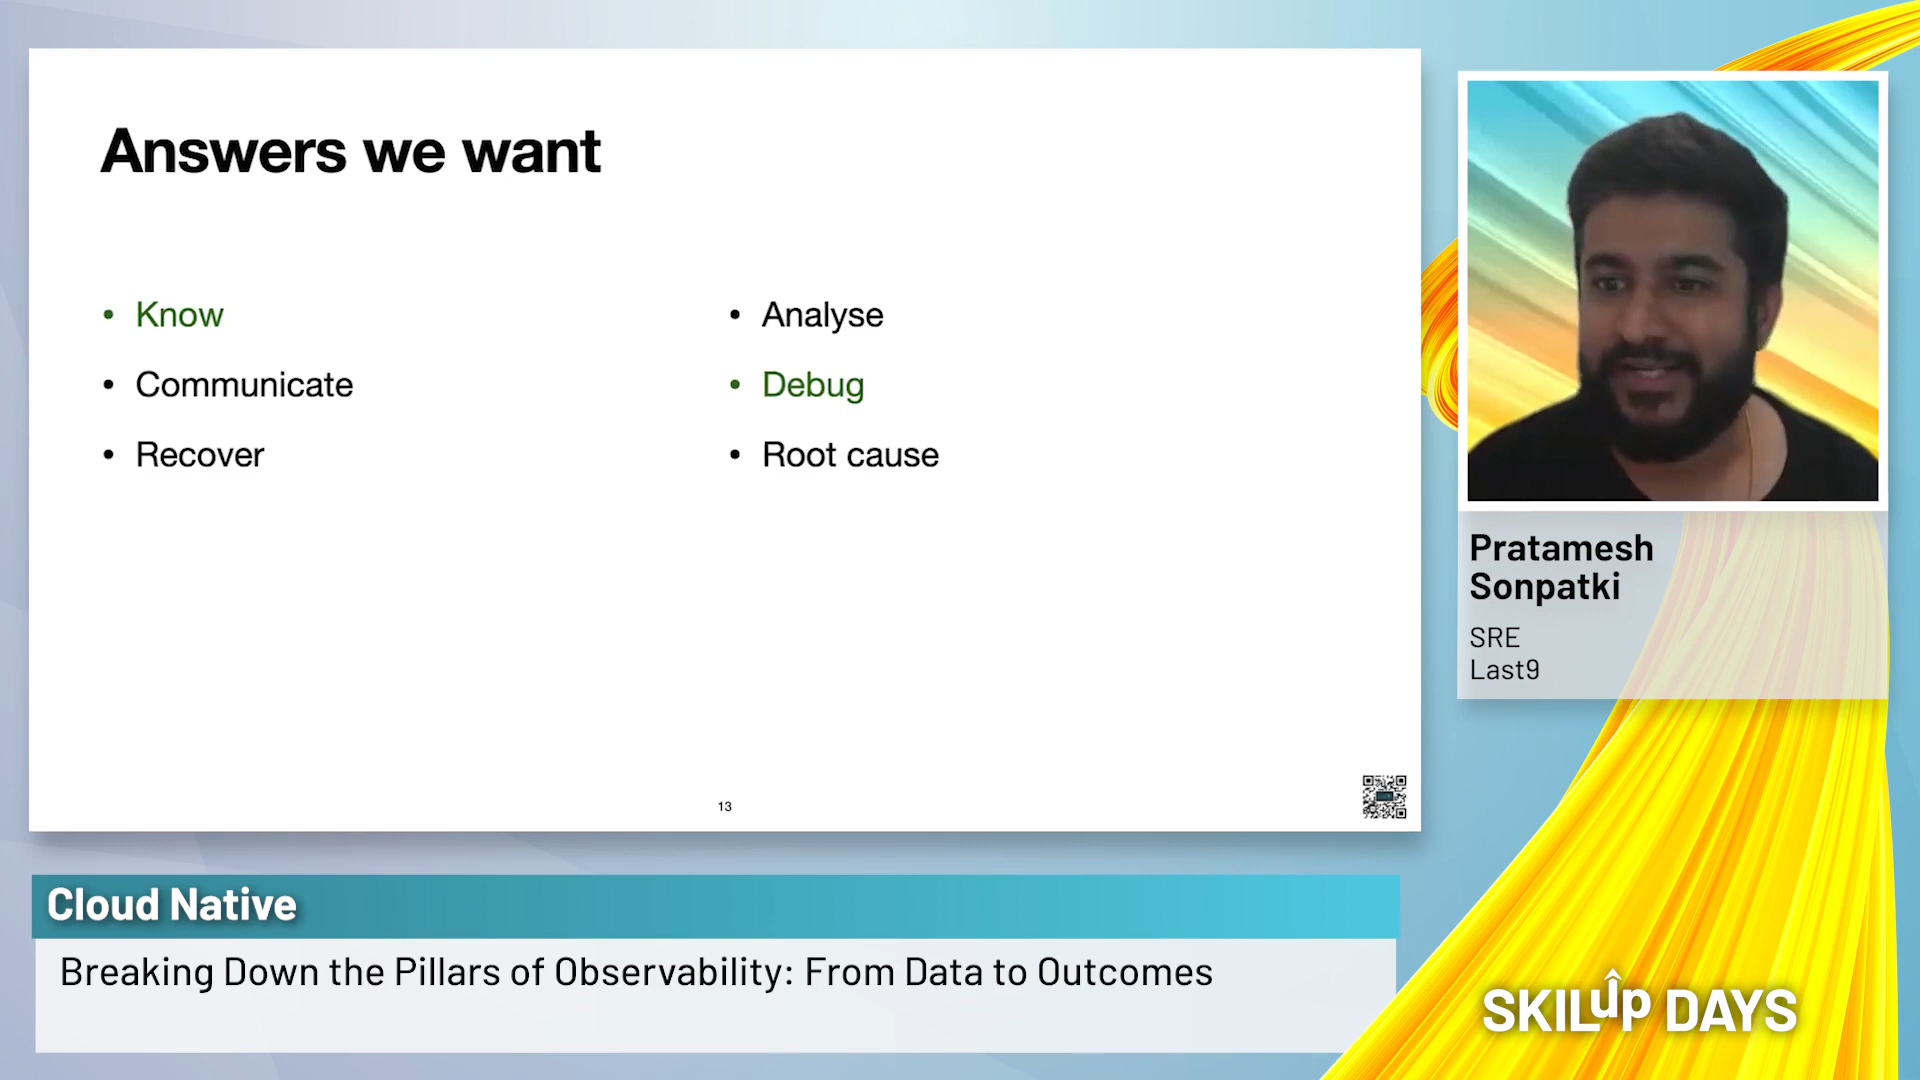 Answers we want
• Know
• Communicate
• Recover
• Analyse
• Debug
• Root cause
13
Pratamesh
Sonpatki
SRE
Last9
Cloud Native
Breaking Down the Pillars of Observability: From Data to Outcomes
SKILup DAYS